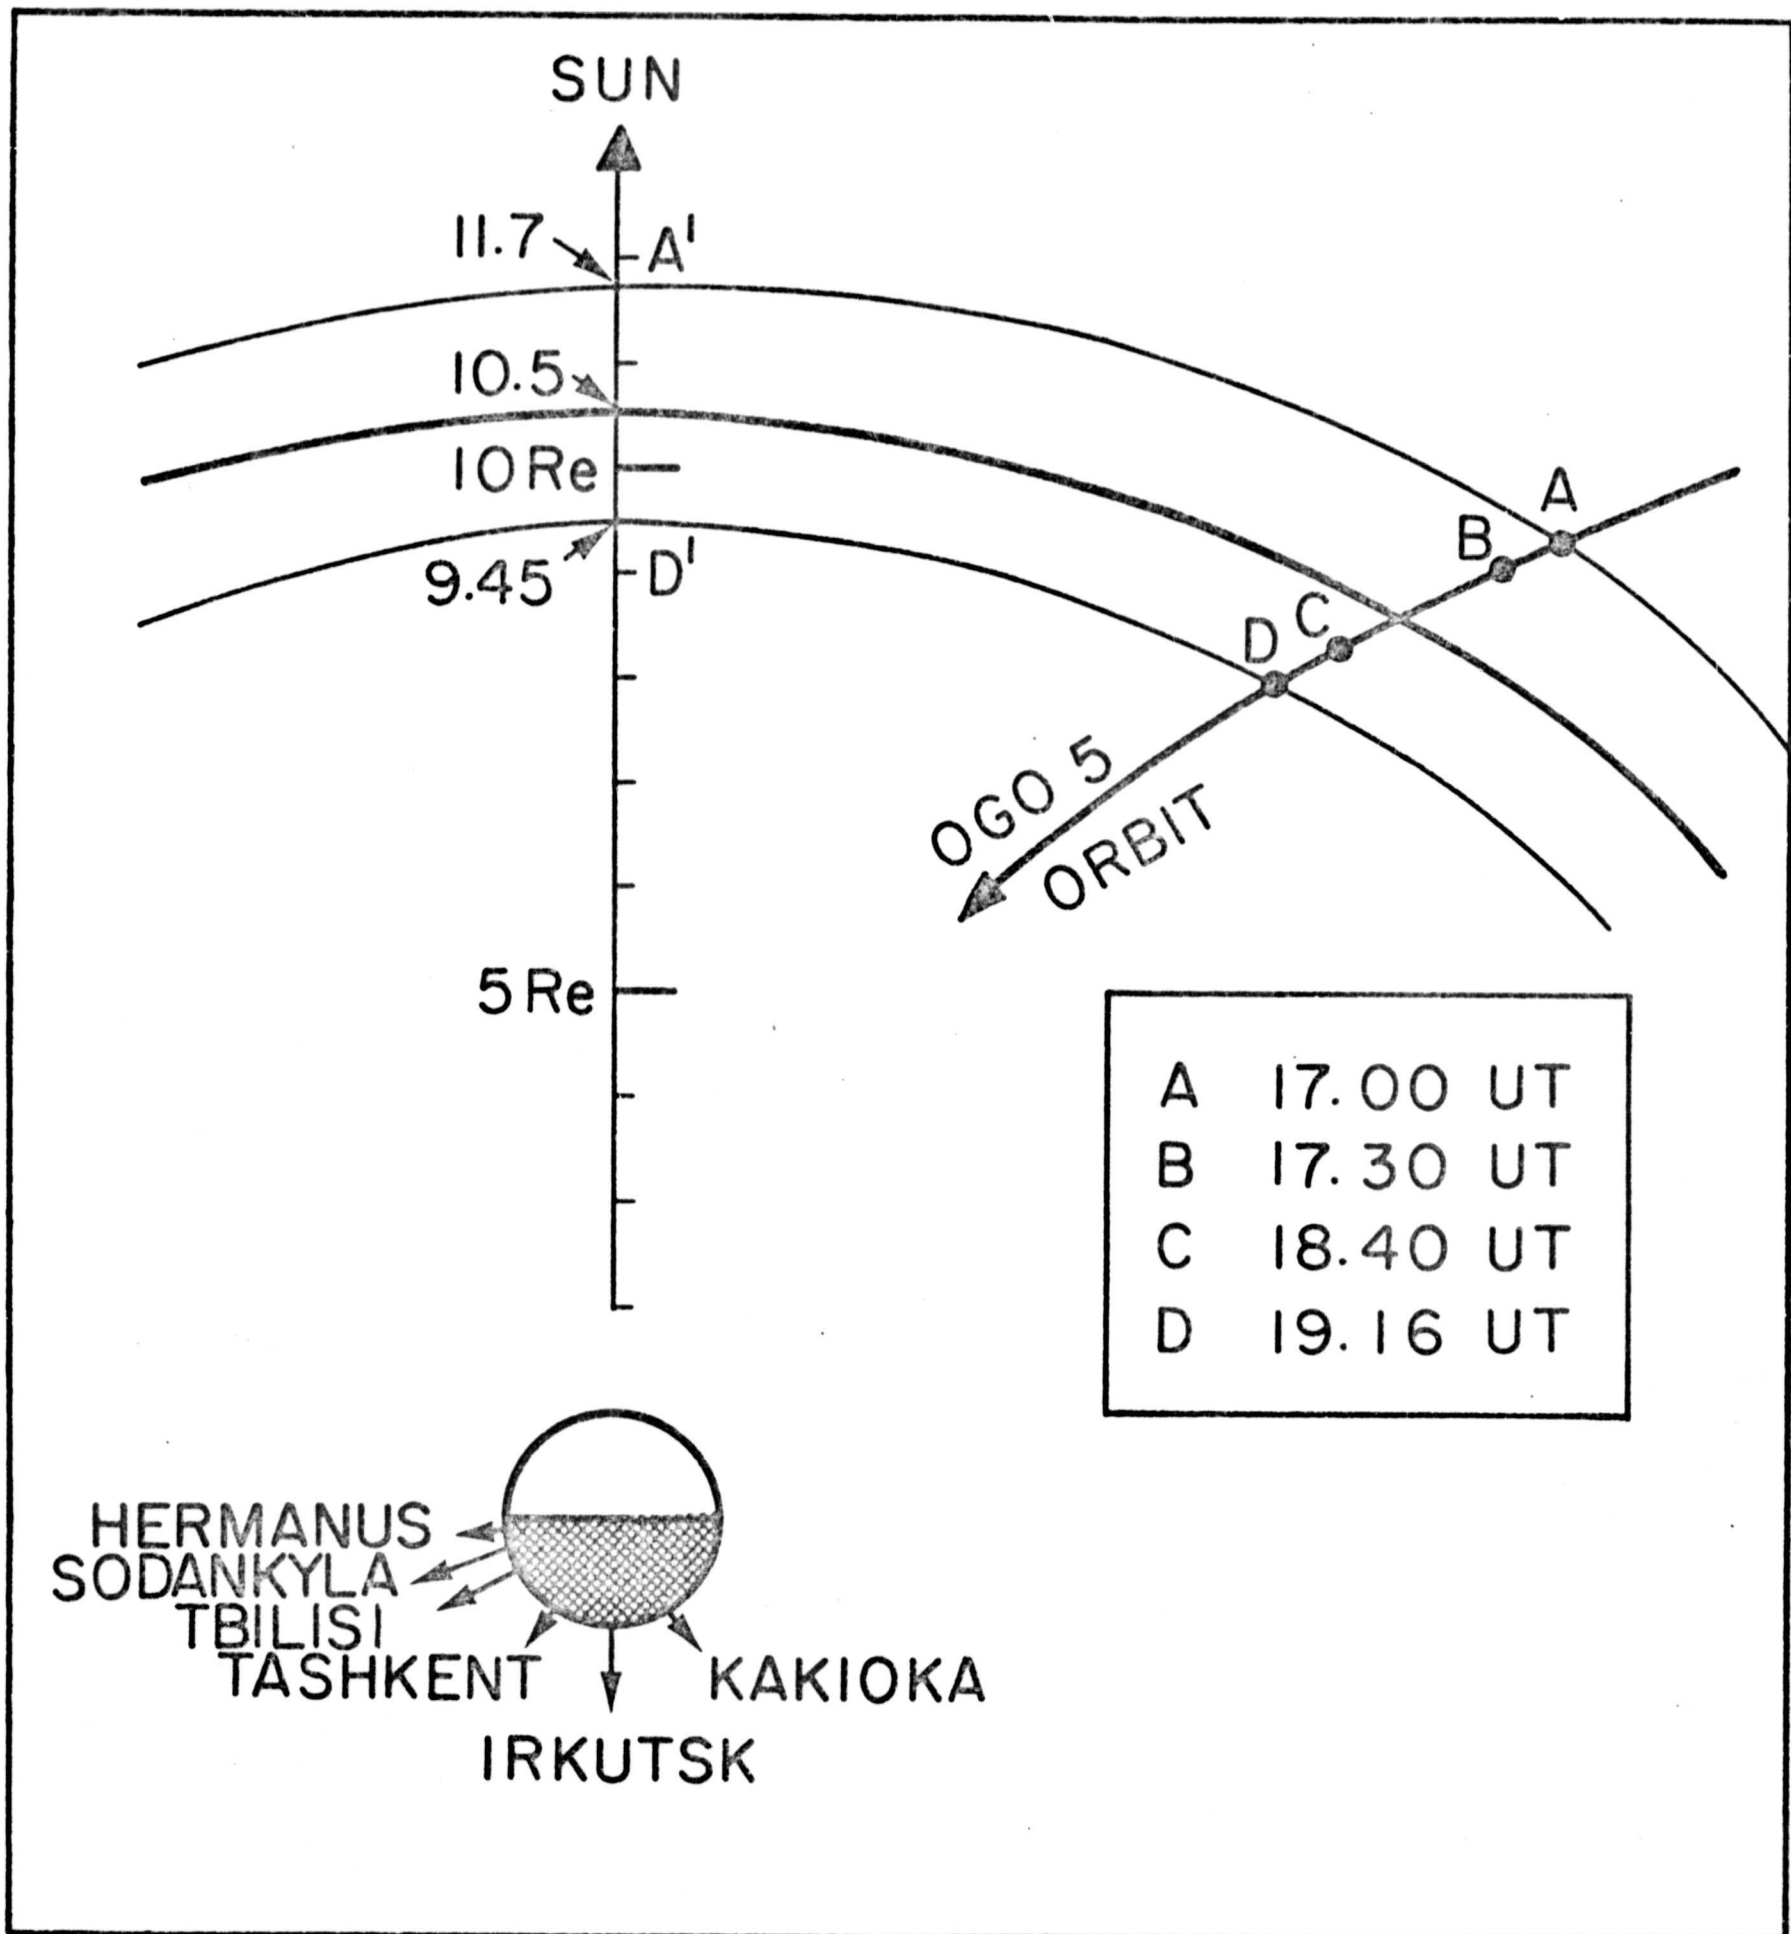 SUN
11.7
A'
10.5
10 Re
9.45
D'
A
B
C
D
OGO 5
ORBIT
5 Re
A 17.00 UT
B 17.30 UT
C 18.40 UT
D 19.16 UT
HERMANUS
SODANKYLA
TBILISI
TASHKENT
KAKIOKA
IRKUTSK